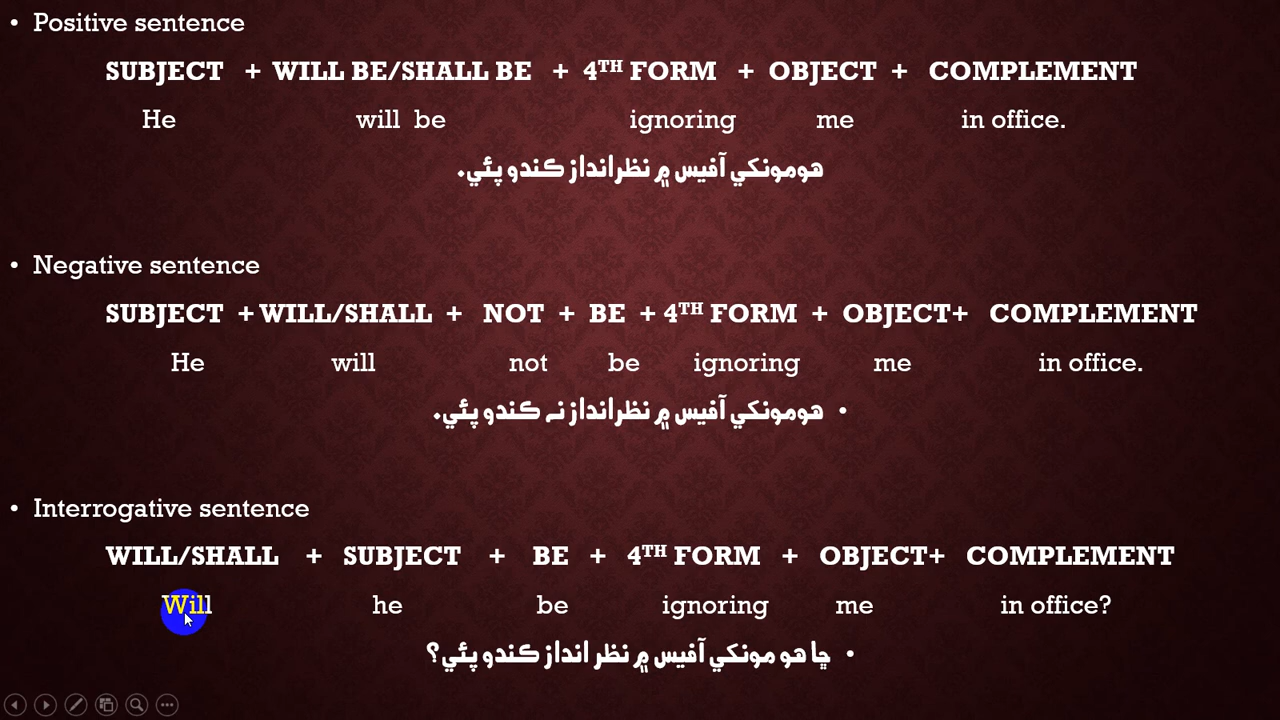 • Positive sentence
SUBJECT + WILL BE/SHALL BE + 4TH FORM + OBJECT + COMPLEMENT
He will be ignoring me in office.
هومونکي آفيس ۾ نظرانداز ڪندو پئي.
• Negative sentence
SUBJECT + WILL/SHALL + NOT + BE + 4TH FORM + OBJECT+ COMPLEMENT
He will not be ignoring me in office.
• هومونکي آفيس ۾ نظرانداز نہ ڪندو پئي.
• Interrogative sentence
WILL/SHALL + SUBJECT + BE + 4TH FORM + OBJECT+ COMPLEMENT
Will he be ignoring me in office?
• ڇا هو مونکي آفيس ۾ نظر انداز ڪندو پئي؟